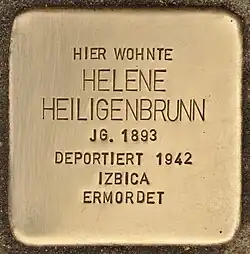 HIER WOHNTE
HELENE
HEILIGENBRUNN
JG. 1893
DEPORTIERT 1942
IZBICA
ERMORDET